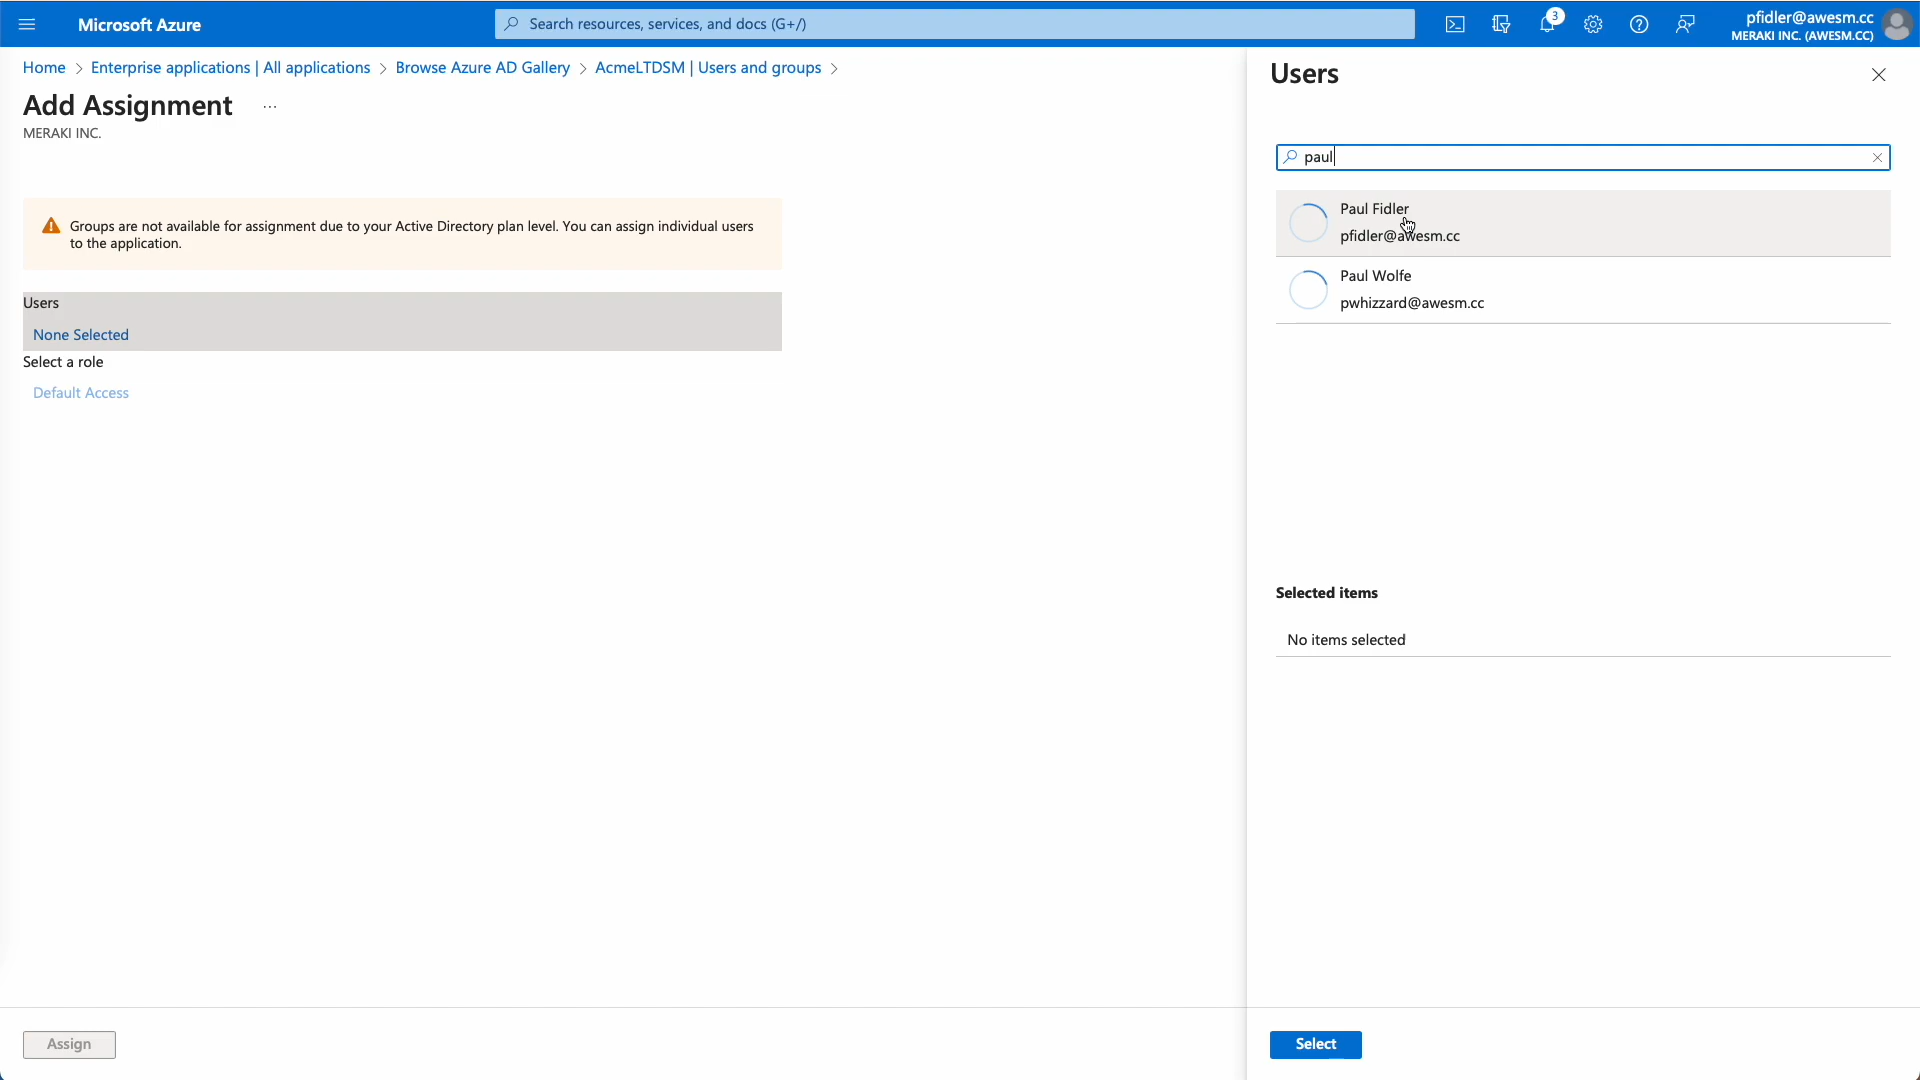 Microsoft Azure
Search resources, services, and docs (G+/)
3
pfidler@awesm.cc
MERAKI INC. (AWESM.CC)
Home > Enterprise applications | All applications > Browse Azure AD Gallery > AcmeLTDSM | Users and groups >
Add Assignment ...
MERAKI INC.
Groups are not available for assignment due to your Active Directory plan level. You can assign individual users
to the application.
Users
None Selected
Select a role
Default Access
Assign
Users
paul
Paul Fidler
pfidler@awesm.cc
Paul Wolfe
pwhizzard@awesm.cc
Selected items
No items selected
Select